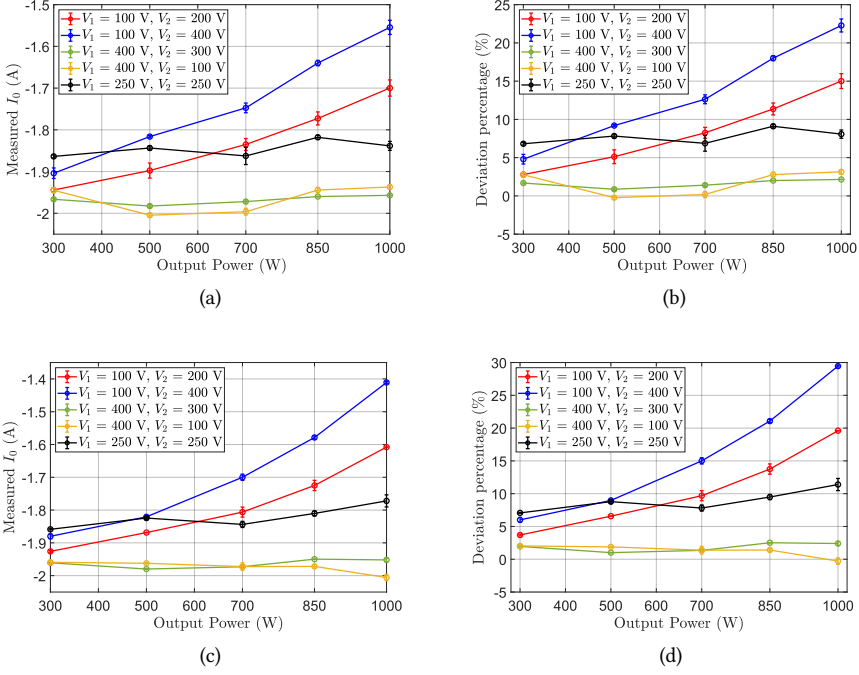 -1.5
-1.6
-1.7
-1.8
-1.9
-2
Measured I₀ (A)
V₁ = 100 V, V₂ = 200 V
V₁ = 100 V, V₂ = 400 V
V₁ = 400 V, V₂ = 300 V
V₁ = 400 V, V₂ = 100 V
V₁ = 250 V, V₂ = 250 V
300 400 500 600 700 800 900 1000
Output Power (W)
(a)
25
20
15
10
5
0
-5
Deviation percentage (%)
V₁ = 100 V, V₂ = 200 V
V₁ = 100 V, V₂ = 400 V
V₁ = 400 V, V₂ = 300 V
V₁ = 400 V, V₂ = 100 V
V₁ = 250 V, V₂ = 250 V
300 400 500 600 700 800 900 1000
Output Power (W)
(b)
-1.4
-1.5
-1.6
-1.7
-1.8
-1.9
-2
Measured I₀ (A)
V₁ = 100 V, V₂ = 200 V
V₁ = 100 V, V₂ = 400 V
V₁ = 400 V, V₂ = 300 V
V₁ = 400 V, V₂ = 100 V
V₁ = 250 V, V₂ = 250 V
300 400 500 700 850 1000
Output Power (W)
(c)
30
25
20
15
10
5
0
-5
Deviation percentage (%)
V₁ = 100 V, V₂ = 200 V
V₁ = 100 V, V₂ = 400 V
V₁ = 400 V, V₂ = 300 V
V₁ = 400 V, V₂ = 100 V
V₁ = 250 V, V₂ = 250 V
300 400 500 600 700 800 900 1000
Output Power (W)
(d)